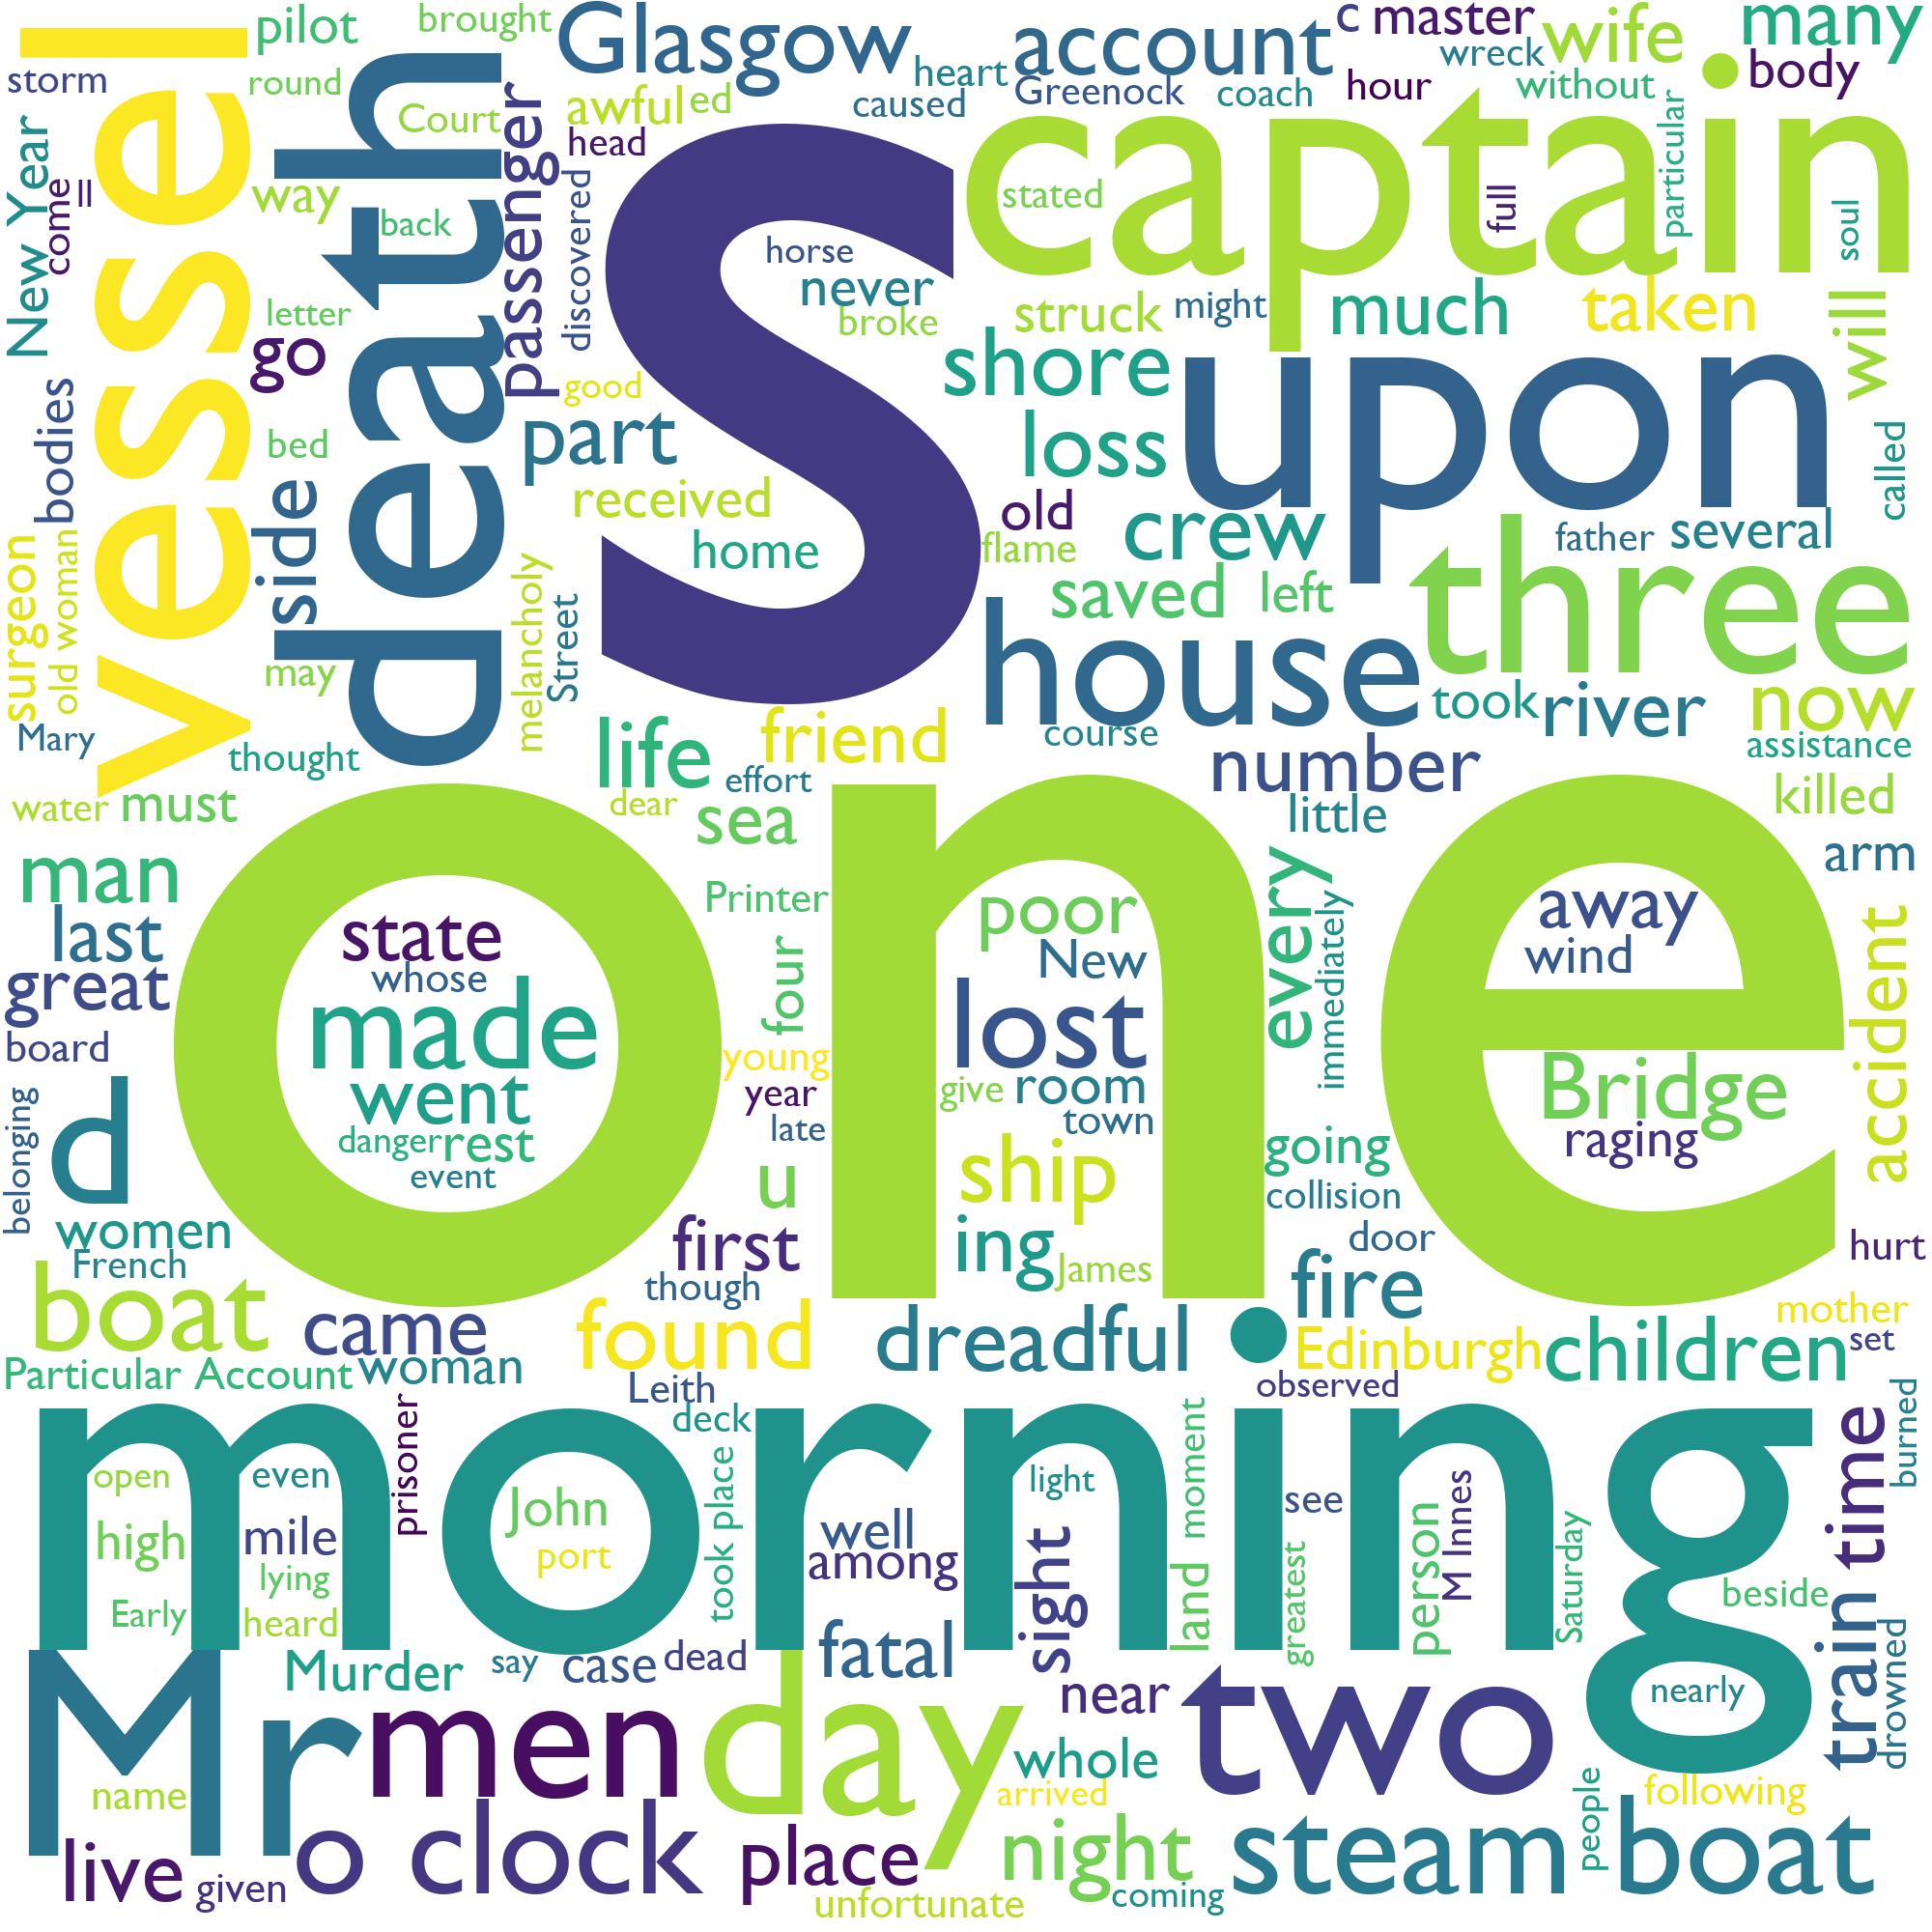 brought
pilot
Glasgow
account
c
master
wife
many
storm
round
heart
wreck
body
vessel
death
Court
awful
ed
caused
Greenock
coach
hour
without
New Year
come
ll
way
back
passenger
head
discovered
S
captain
stated
full
particular
soul
horse
never
broke
letter
go
struck
might
much
taken
will
good
shore
upon
bodies
bed
side
part
loss
called
received
old
crew
father
several
home
flame
surgeon
old woman
melancholy
Street
saved
left
three
may
house
took
river
now
Mary
thought
life
friend
course
number
assistance
effort
water
must
dear
sea
little
killed
man
one
every
immediately
arm
last
state
Printer
poor
away
accident
great
whose
four
New
wind
board
made
young
lost
Bridge
belonging
d
went
year
give
room
raging
danger
rest
late
town
event
u
ship
going
collision
women
first
ing
door
hurt
French
though
James
fire
boat
came
found
dreadful
.
Edinburgh
children
mother
set
Particular Account
woman
Leith
observed
prisoner
deck
morning
land
moment
time
burned
open
even
took place
light
see
John
high
mile
port
well
among
sight
person
M Innes
Saturday
lying
greatest
beside
Early
heard
train
drowned
Mr
Murder
say
case
dead
fatal
near
nearly
men
day
two
whole
name
arrived
following
o clock
place
night
steam boat
people
live
given
unfortunate
coming